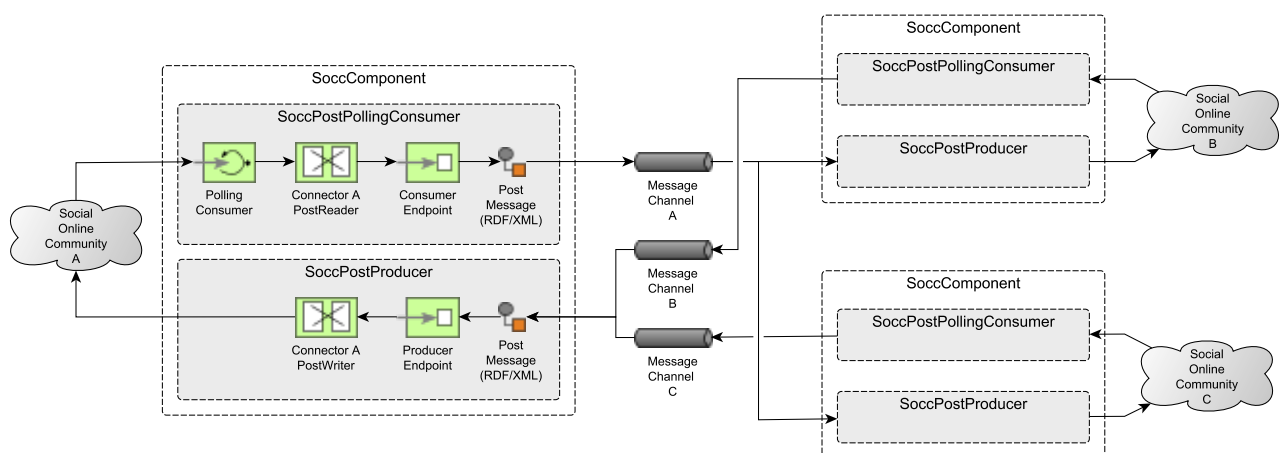 SoccComponent
SoccPostPollingConsumer
Polling
Consumer
Connector A
PostReader
Consumer
Endpoint
Post
Message
(RDF/XML)
Social
Online
Community
A
SoccPostProducer
Connector A
PostWriter
Producer
Endpoint
Post
Message
(RDF/XML)
Message
Channel
A
Message
Channel
B
Message
Channel
C
SoccComponent
SoccPostPollingConsumer
SoccPostProducer
Social
Online
Community
B
SoccComponent
SoccPostPollingConsumer
SoccPostProducer
Social
Online
Community
C